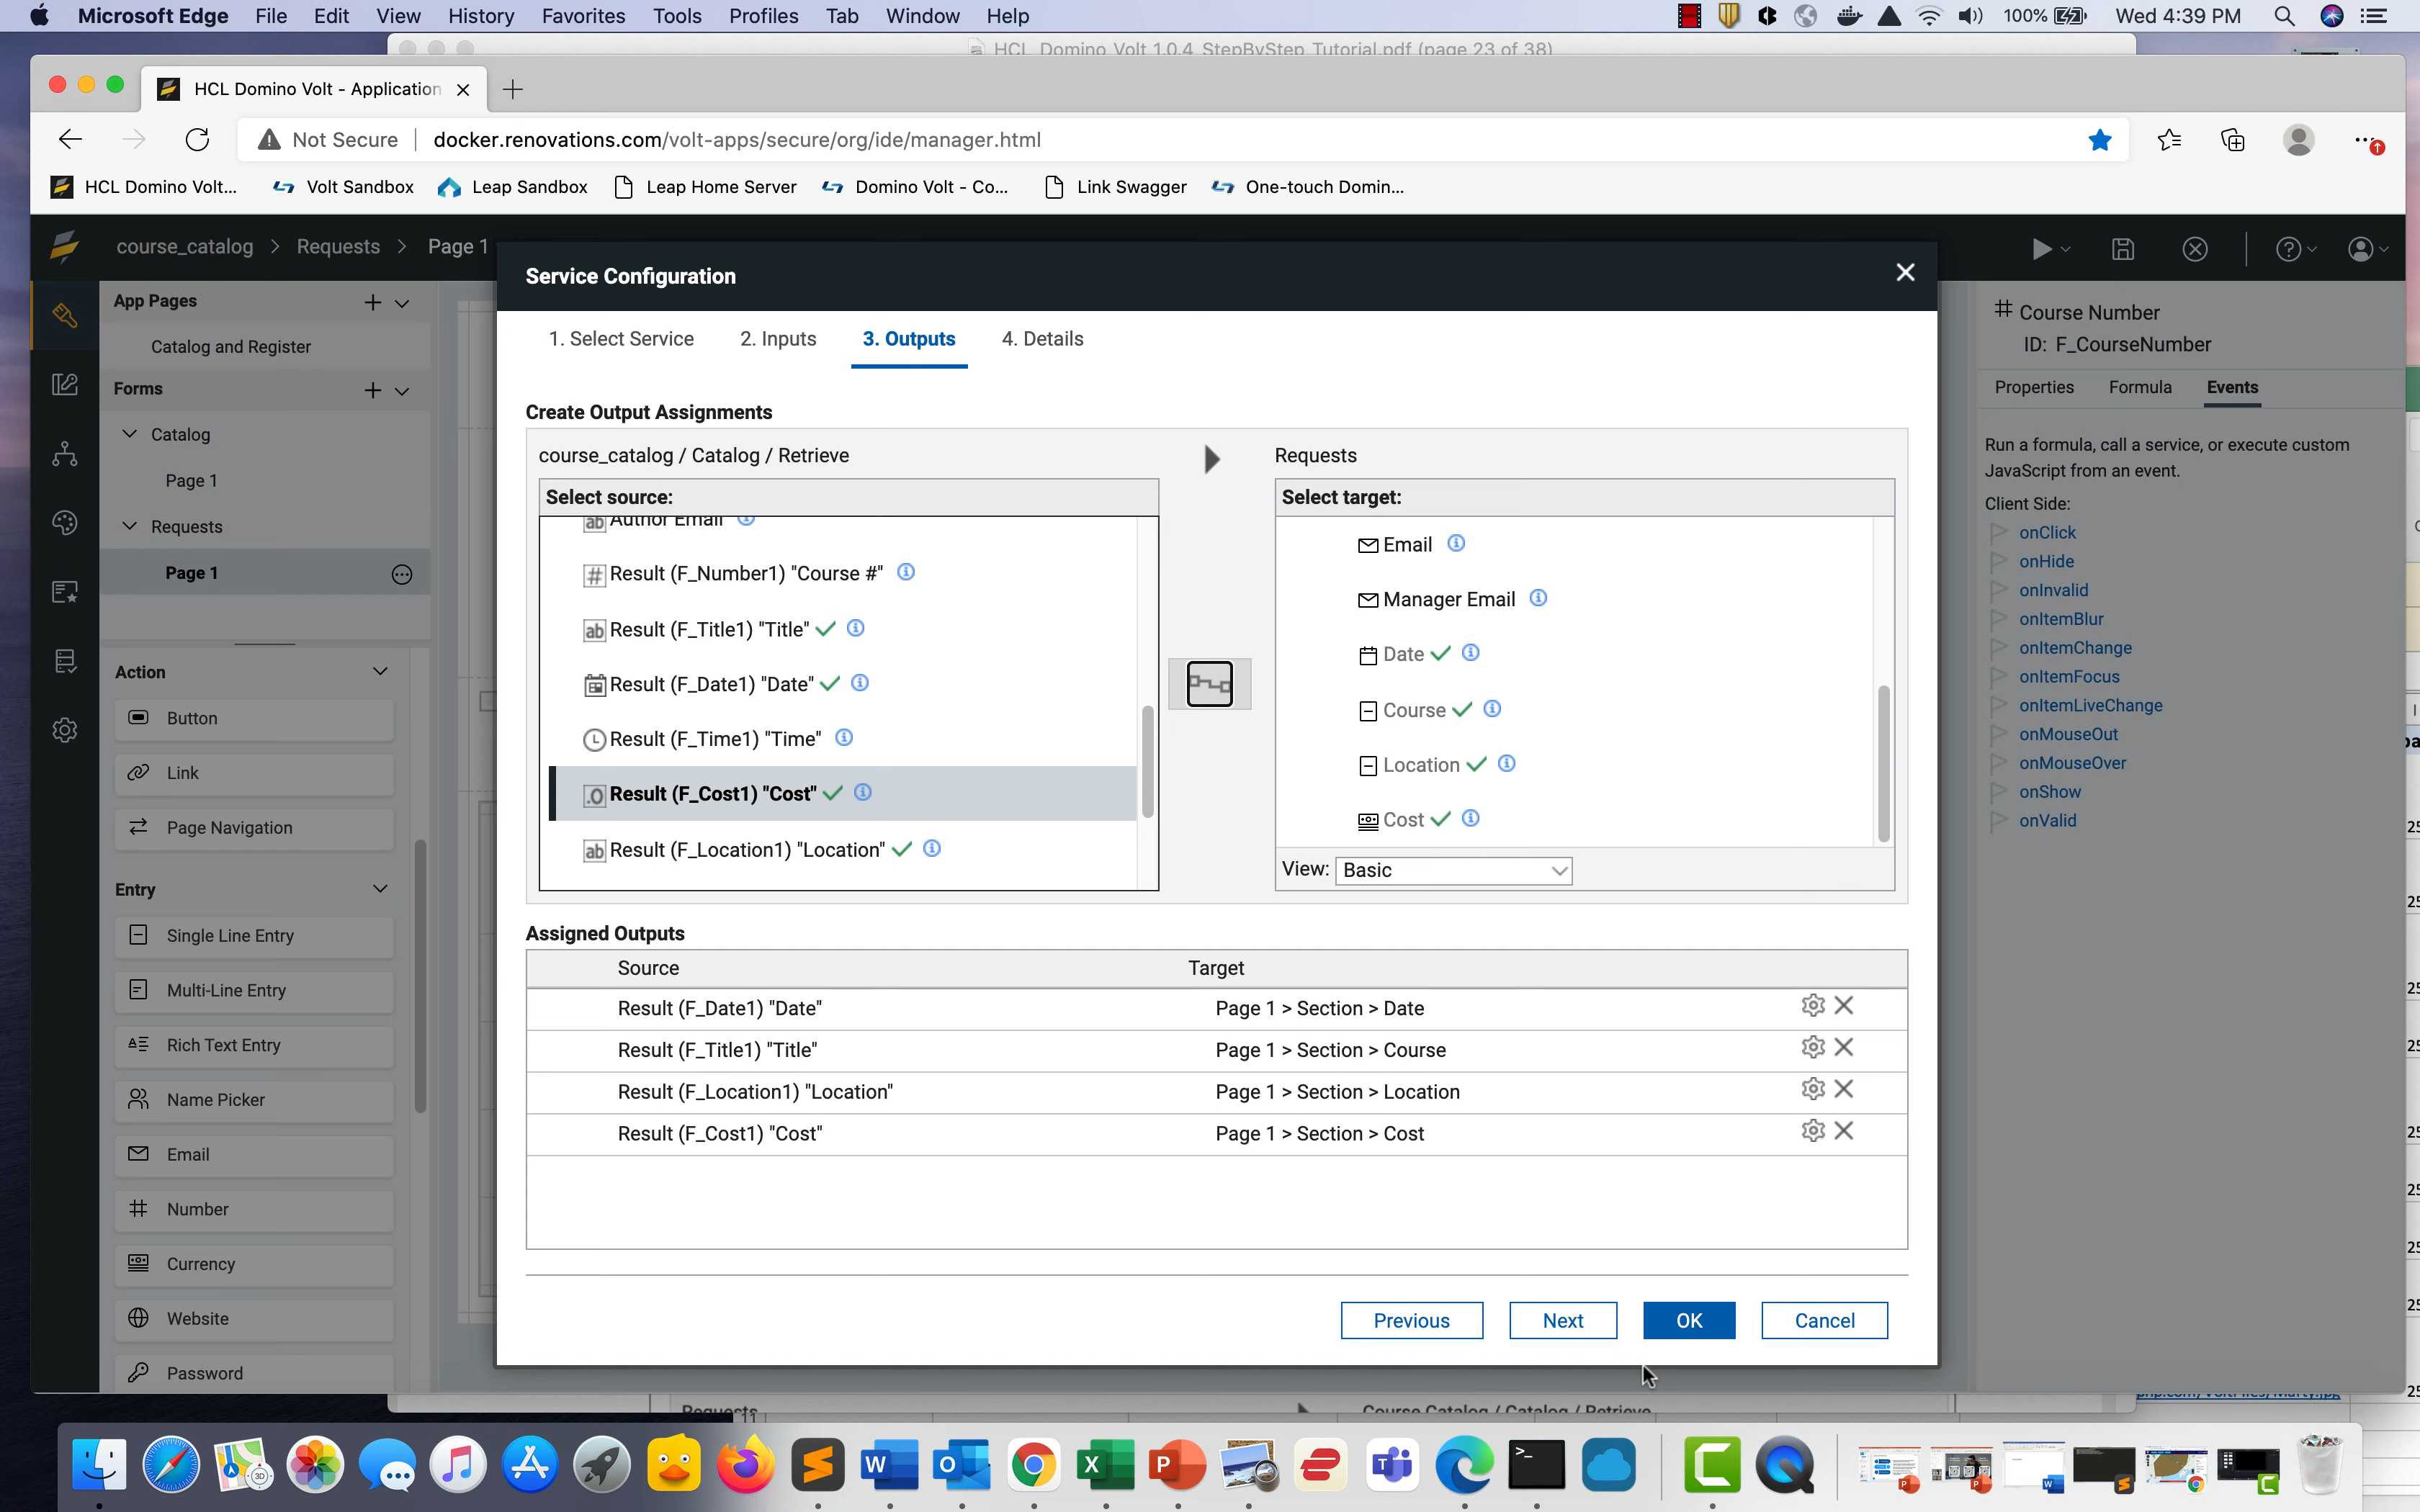 Microsoft Edge File Edit View History Favorites Tools Profiles Tab Window Help 100% Wed 4:39 PM
HCL Domino Volt 1.0.4 StepByStep Tutorial.pdf (page 23 of 38)
HCL Domino Volt - Application
Not Secure docker.renovations.com/volt-apps/secure/org/ide/manager.html
HCL Domino Volt... Volt Sandbox Leap Sandbox Leap Home Server Domino Volt - Co... Link Swagger One-touch Domin...
course_catalog > Requests > Page 1
Service Configuration
App Pages
Catalog and Register
Forms
Catalog
Page 1
Requests
Page 1
Action
Button
Link
Page Navigation
Entry
Single Line Entry
Multi-Line Entry
Rich Text Entry
Name Picker
Email
Number
Currency
Website
Password
1. Select Service 2. Inputs 3. Outputs 4. Details
Create Output Assignments
course_catalog / Catalog / Retrieve
Select source:
Author Email
Result (F_Number1) "Course #"
Result (F_Title1) "Title"
Result (F_Date1) "Date"
Result (F_Time1) "Time"
Result (F_Cost1) "Cost"
Result (F_Location1) "Location"
Requests
Select target:
Email
Manager Email
Date
Course
Location
Cost
View: Basic
Assigned Outputs
Source Target
Result (F_Date1) "Date" Page 1 > Section > Date
Result (F_Title1) "Title" Page 1 > Section > Course
Result (F_Location1) "Location" Page 1 > Section > Location
Result (F_Cost1) "Cost" Page 1 > Section > Cost
Previous Next OK Cancel
Course Number
ID: F_CourseNumber
Properties Formula Events
Run a formula, call a service, or execute custom
JavaScript from an event.
Client Side:
onClick
onHide
onInvalid
onItemBlur
onItemChange
onItemFocus
onItemLiveChange
onMouseOut
onMouseOver
onShow
onValid
Requests Course Catalog / Catalog / Retrieve